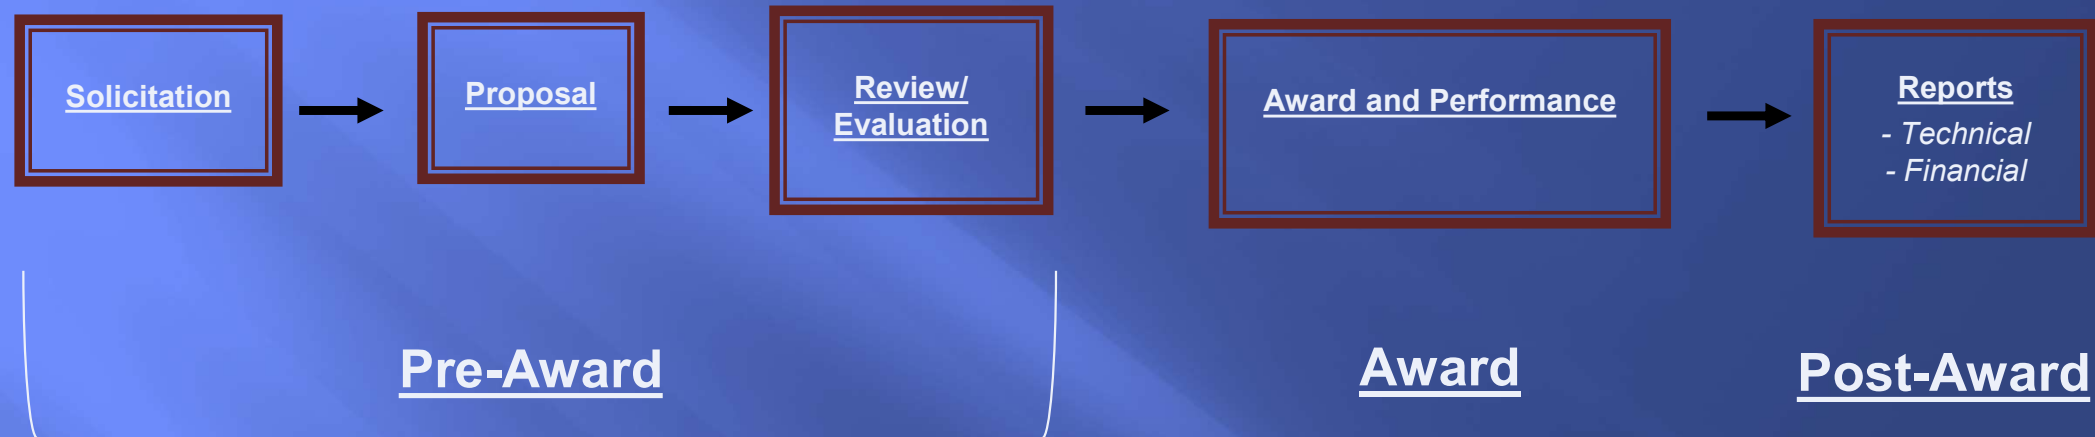 Solicitation
Proposal
Review/
Evaluation
Award and Performance
Reports
- Technical
- Financial
Pre-Award
Award
Post-Award